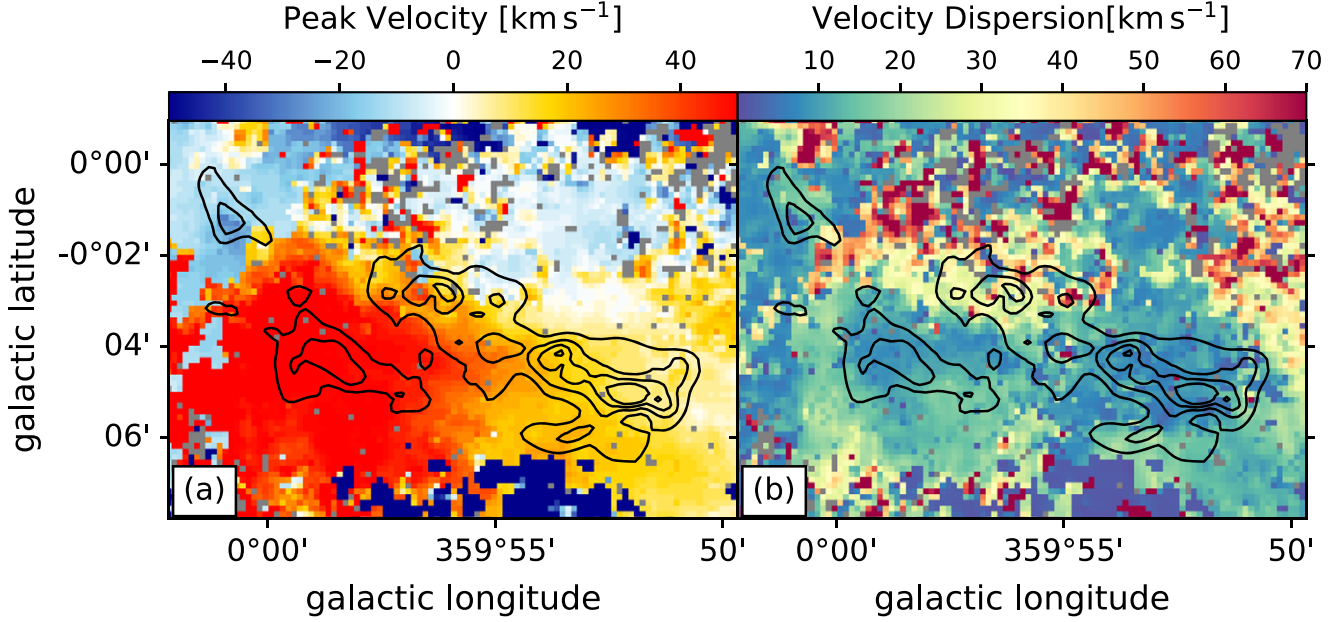 Peak Velocity [km s⁻¹]
Velocity Dispersion[km s⁻¹]
−40 −20 0 20 40
10 20 30 40 50 60 70
galactic latitude
0°00'
-0°02'
04'
06'
(a)
(b)
0°00' 359°55' 50'
0°00' 359°55' 50'
galactic longitude
galactic longitude